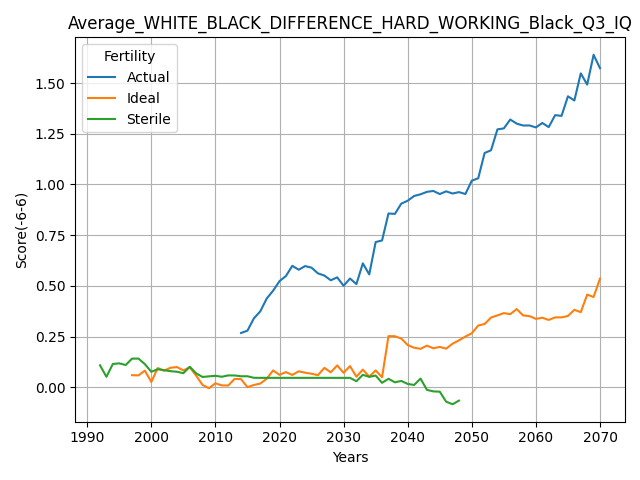 Average_WHITE_BLACK_DIFFERENCE_HARD_WORKING_Black_Q3_IQ
Fertility
Actual
Ideal
Sterile
Score(-6-6)
1.50
1.25
1.00
0.75
0.50
0.25
0.00
1990 2000 2010 2020 2030 2040 2050 2060 2070
Years